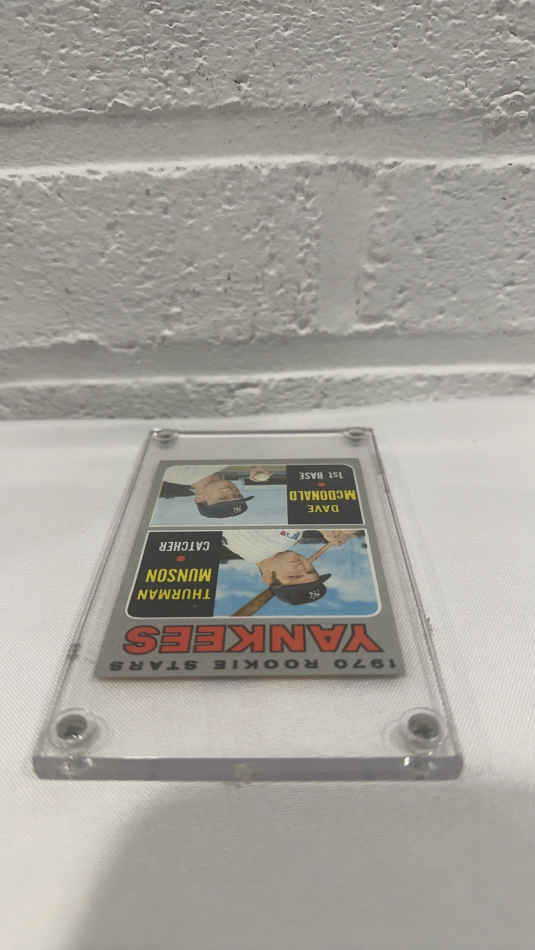 1970 ROOKIE STARS
YANKEES
THURMAN
MUNSON
CATCHER
DAVE
McDONALD
1st BASE